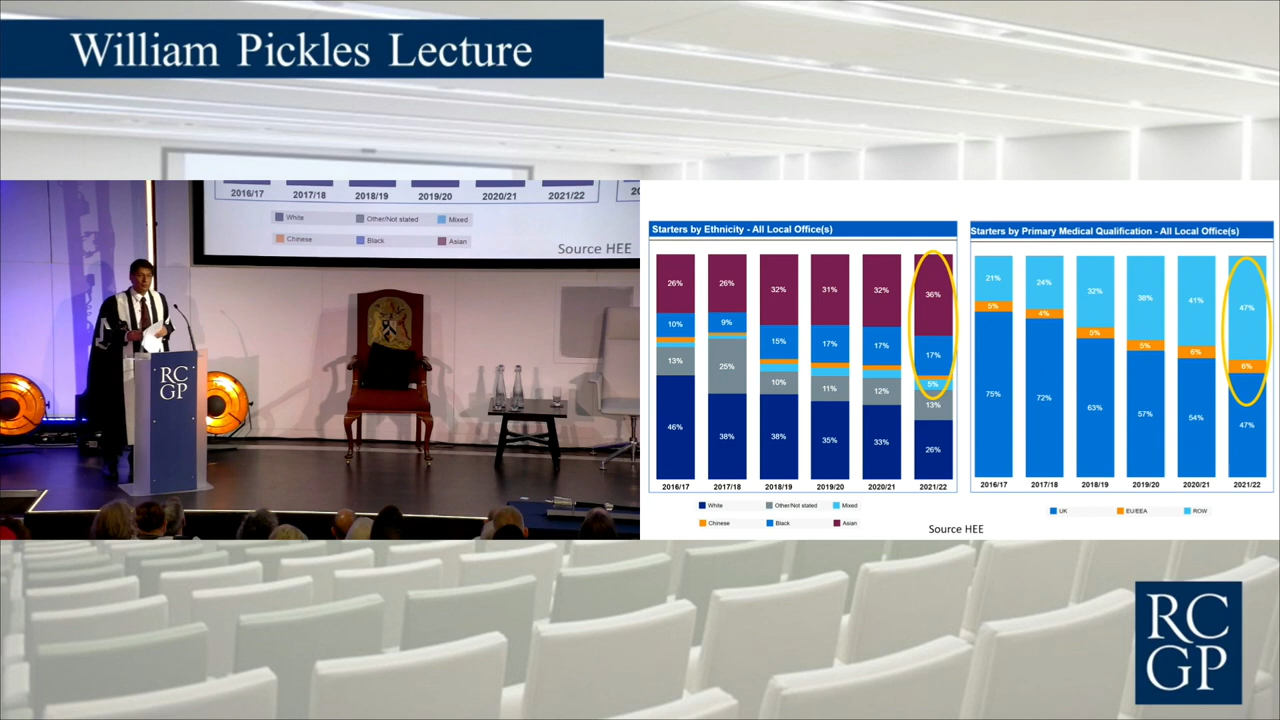 William Pickles Lecture
2016/17 2017/18 2018/19 2019/20 2020/21 2021/22
White Other/Not stated Mixed
Chinese Black Asian
Source HEE
RC
GP
Starters by Ethnicity - All Local Office(s)
26% 26% 32% 31% 32% 36%
10% 9% 15% 17% 17% 17%
5%
13% 25% 10% 11% 12% 13%
46% 38% 38% 35% 33% 26%
2016/17 2017/18 2018/19 2019/20 2020/21 2021/22
White Other/Not stated Mixed
Chinese Black Asian
Starters by Primary Medical Qualification - All Local Office(s)
21% 24% 32% 38% 41% 47%
5% 4% 5% 5% 6% 6%
75% 72% 63% 57% 54% 47%
2016/17 2017/18 2018/19 2019/20 2020/21 2021/22
UK EU/EEA ROW
Source HEE
RC
GP